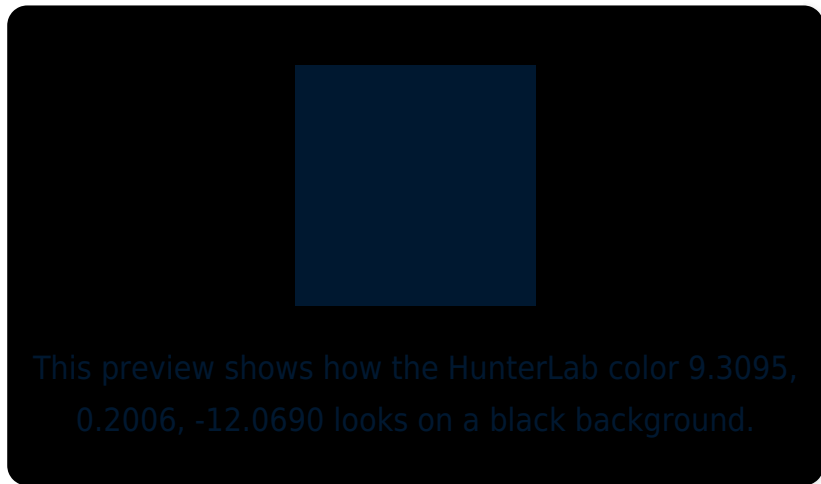 This preview shows how the HunterLab color 9.3095,
0.2006, -12.0690 looks on a black background.